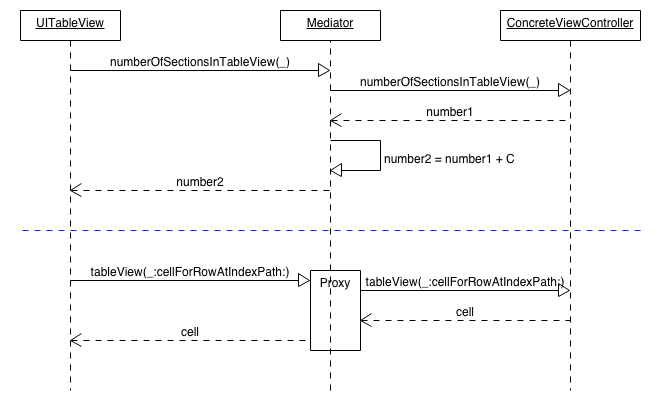 UITableView
Mediator
ConcreteViewController
numberOfSectionsInTableView(_)
numberOfSectionsInTableView(_)
number1
number2 = number1 + C
number2
tableView(_:cellForRowAtIndexPath:)
Proxy
tableView(_:cellForRowAtIndexPath:)
cell
cell